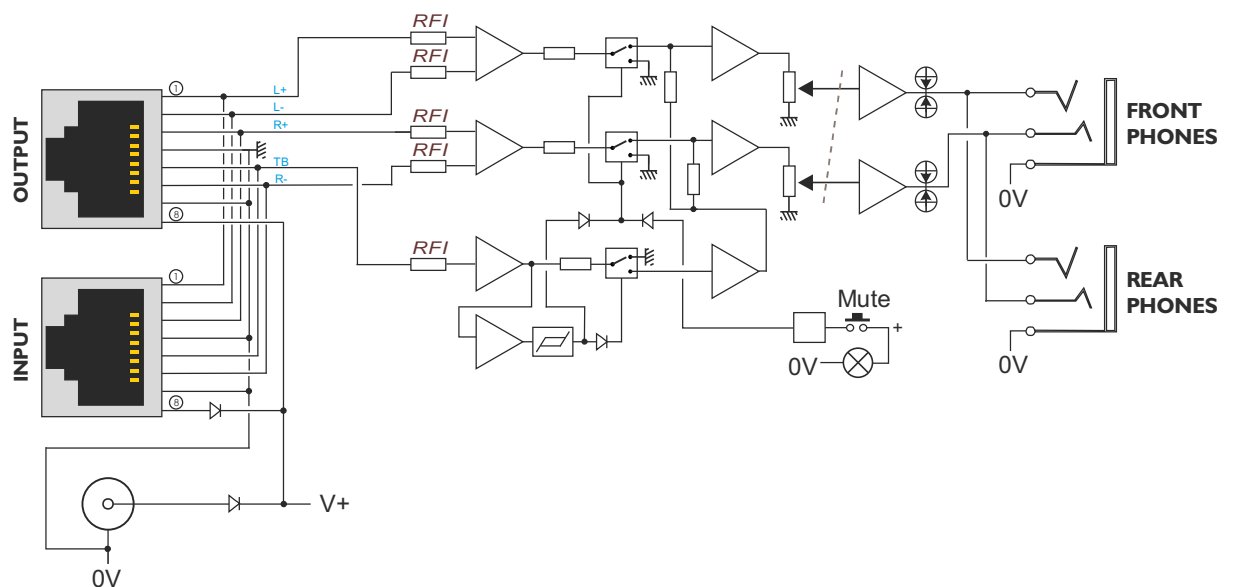 RFI
RFI
①
L+
L-
R+
TB
R-
⑧
OUTPUT
RFI
RFI
FRONT
PHONES
0V
RFI
①
INPUT
⑧
Mute
+
0V
REAR
PHONES
0V
V+
0V